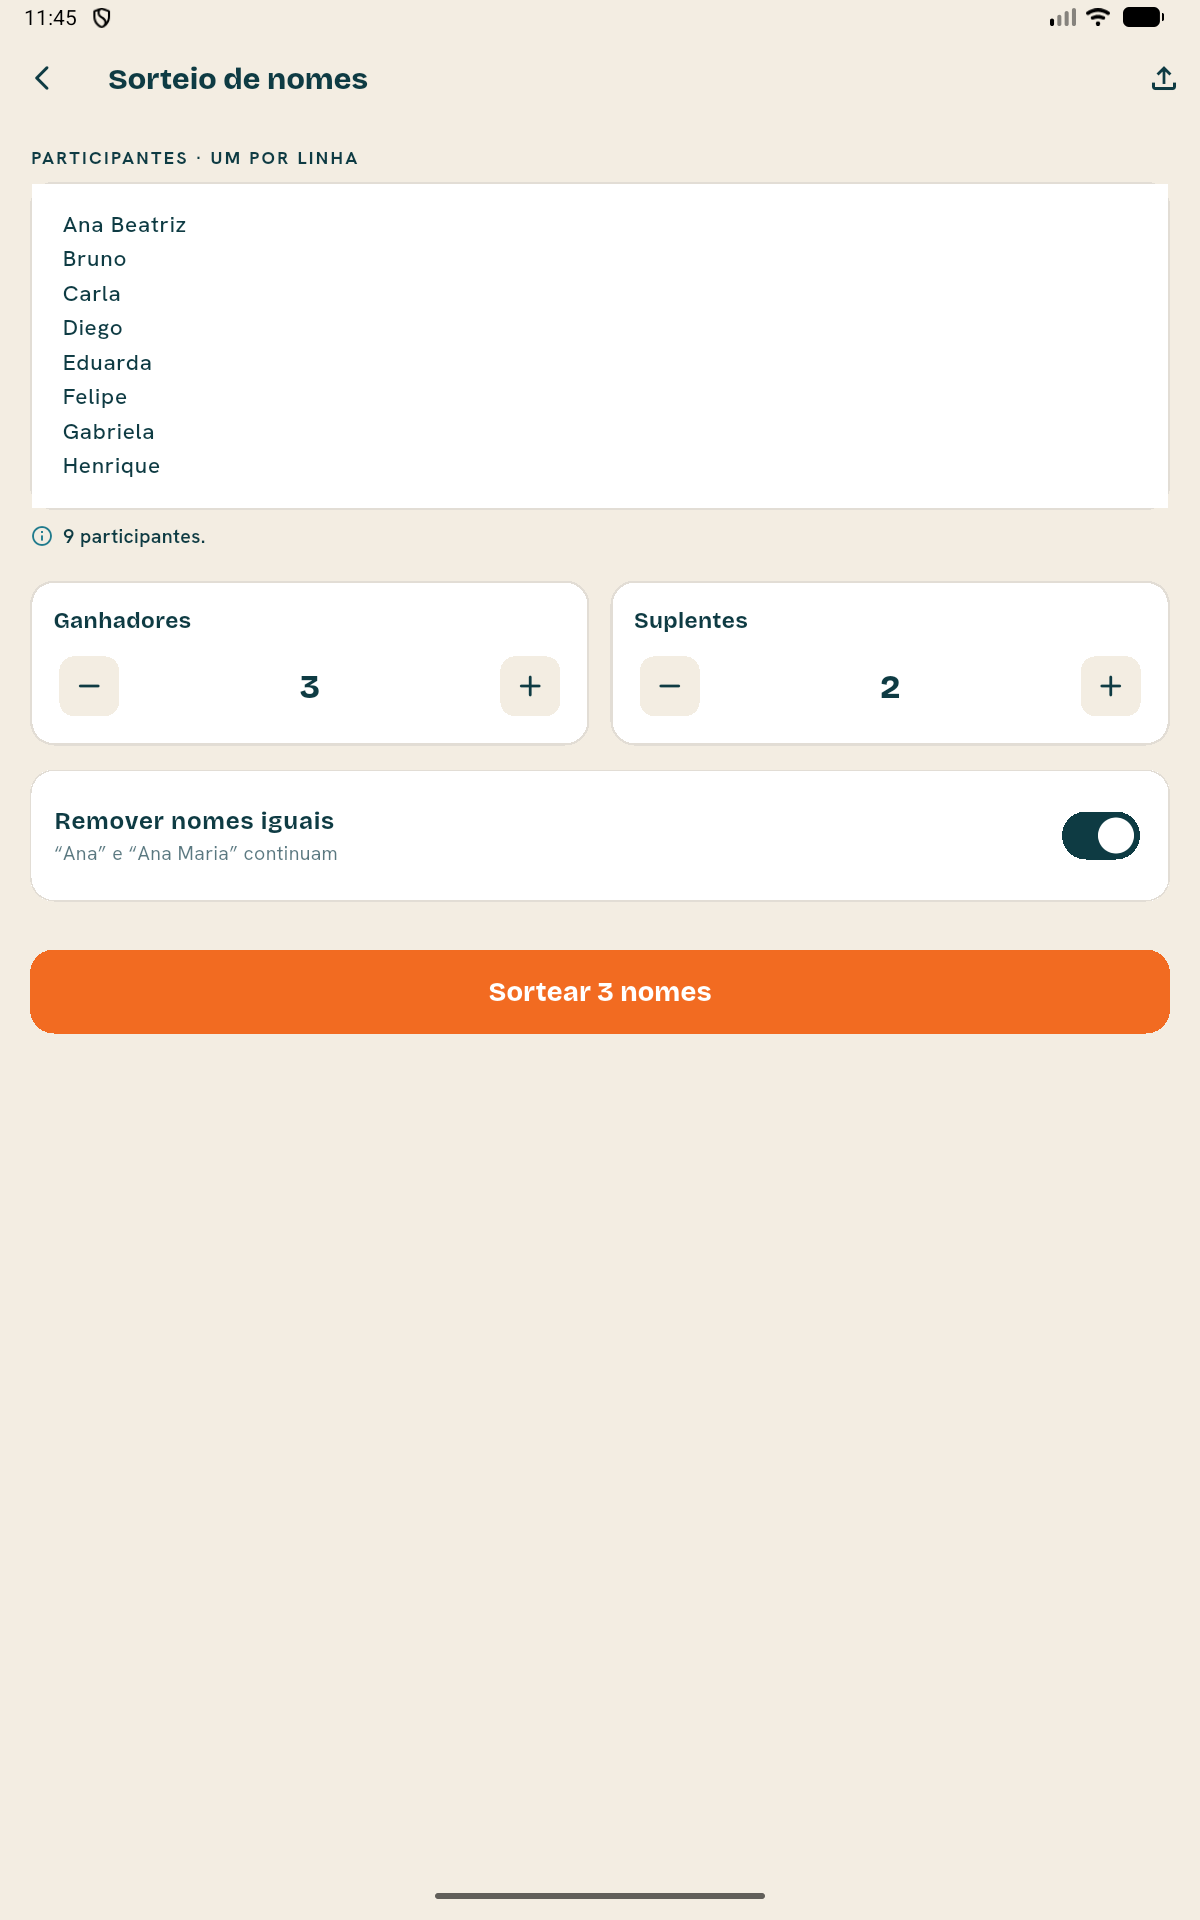 11:45
Sorteio de nomes
PARTICIPANTES · UM POR LINHA
Ana Beatriz
Bruno
Carla
Diego
Eduarda
Felipe
Gabriela
Henrique
9 participantes.
Ganhadores
3
Suplentes
2
Remover nomes iguais
“Ana” e “Ana Maria” continuam
Sortear 3 nomes